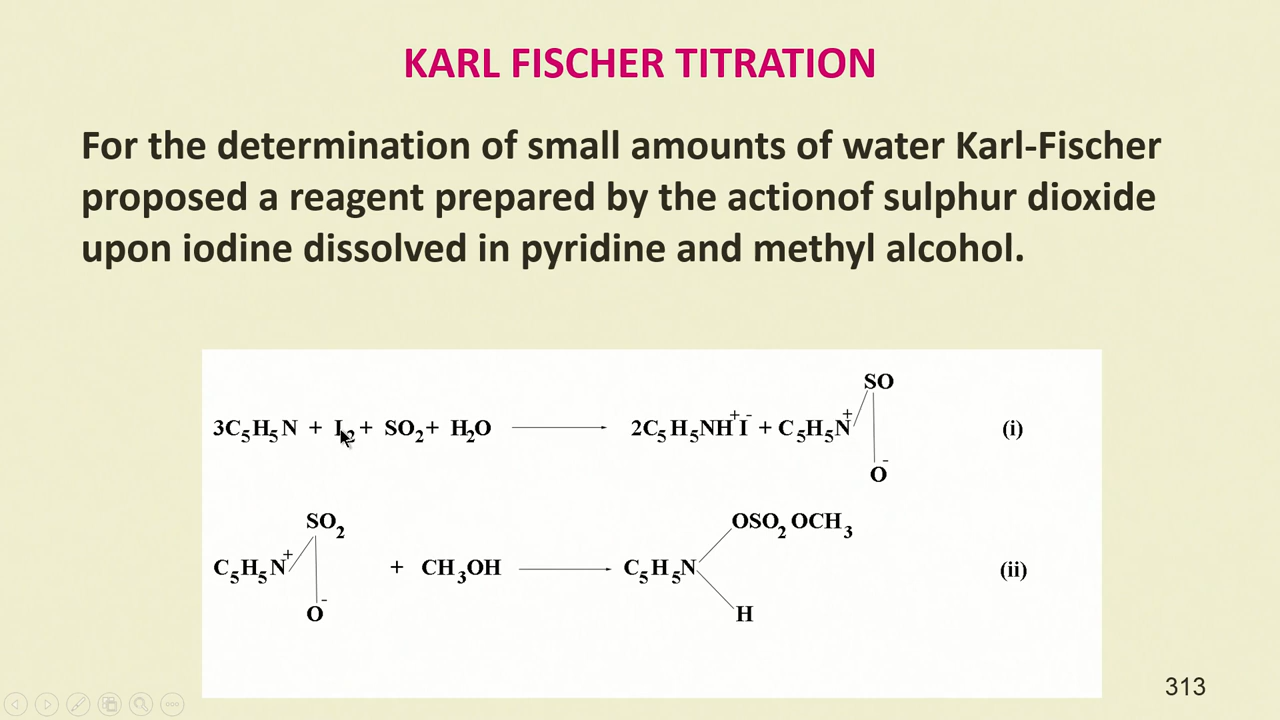 KARL FISCHER TITRATION
For the determination of small amounts of water Karl-Fischer
proposed a reagent prepared by the actionof sulphur dioxide
upon iodine dissolved in pyridine and methyl alcohol.
SO
3C₅H₅N + I₂ + SO₂ + H₂O ⟶ 2C₅H₅NH⁺I⁻ + C₅H₅N⁺ (i)
O⁻
SO₂ OSO₂OCH₃
C₅H₅N⁺ + CH₃OH ⟶ C₅H₅N (ii)
O⁻ H
313